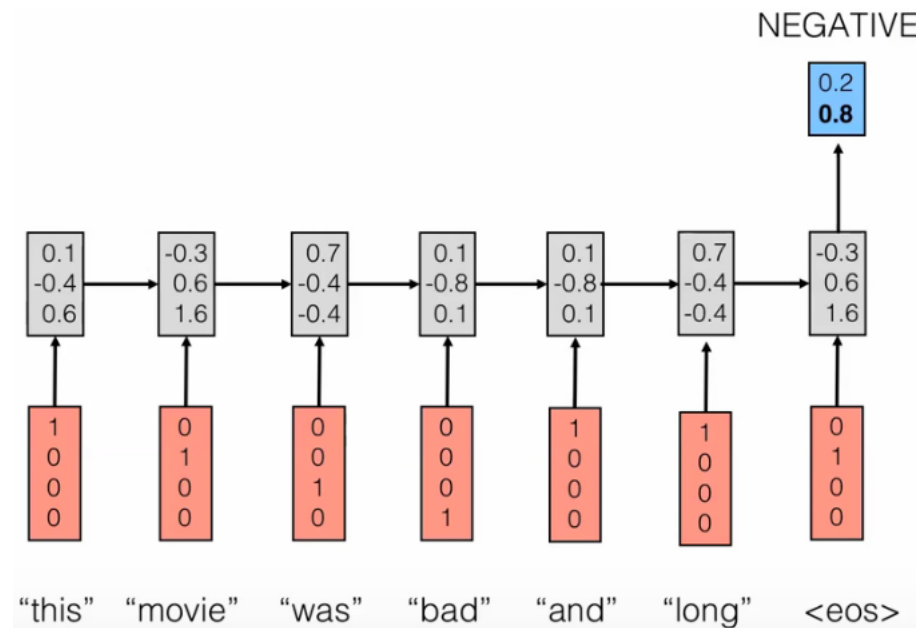 NEGATIVE
0.2
0.8
0.1 -0.3 0.7 0.1 0.1 0.7 -0.3
-0.4 0.6 -0.4 -0.8 -0.8 -0.4 0.6
0.6 1.6 -0.4 0.1 0.1 -0.4 1.6
1 0 0 0 1 1 0
0 1 0 0 0 0 1
0 0 1 0 0 0 0
0 0 0 1 0 0 0
“this” “movie” “was” “bad” “and” “long” <eos>